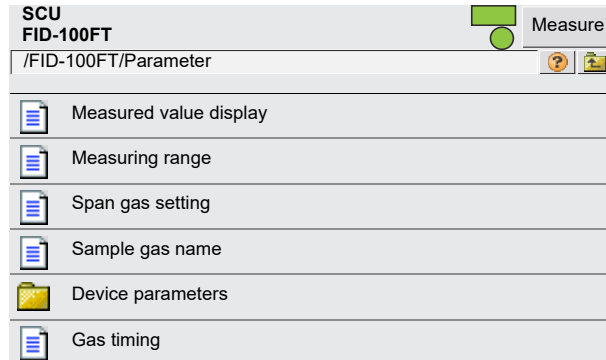 SCU
FID-100FT
Measure
/FID-100FT/Parameter
?
Measured value display
Measuring range
Span gas setting
Sample gas name
Device parameters
Gas timing